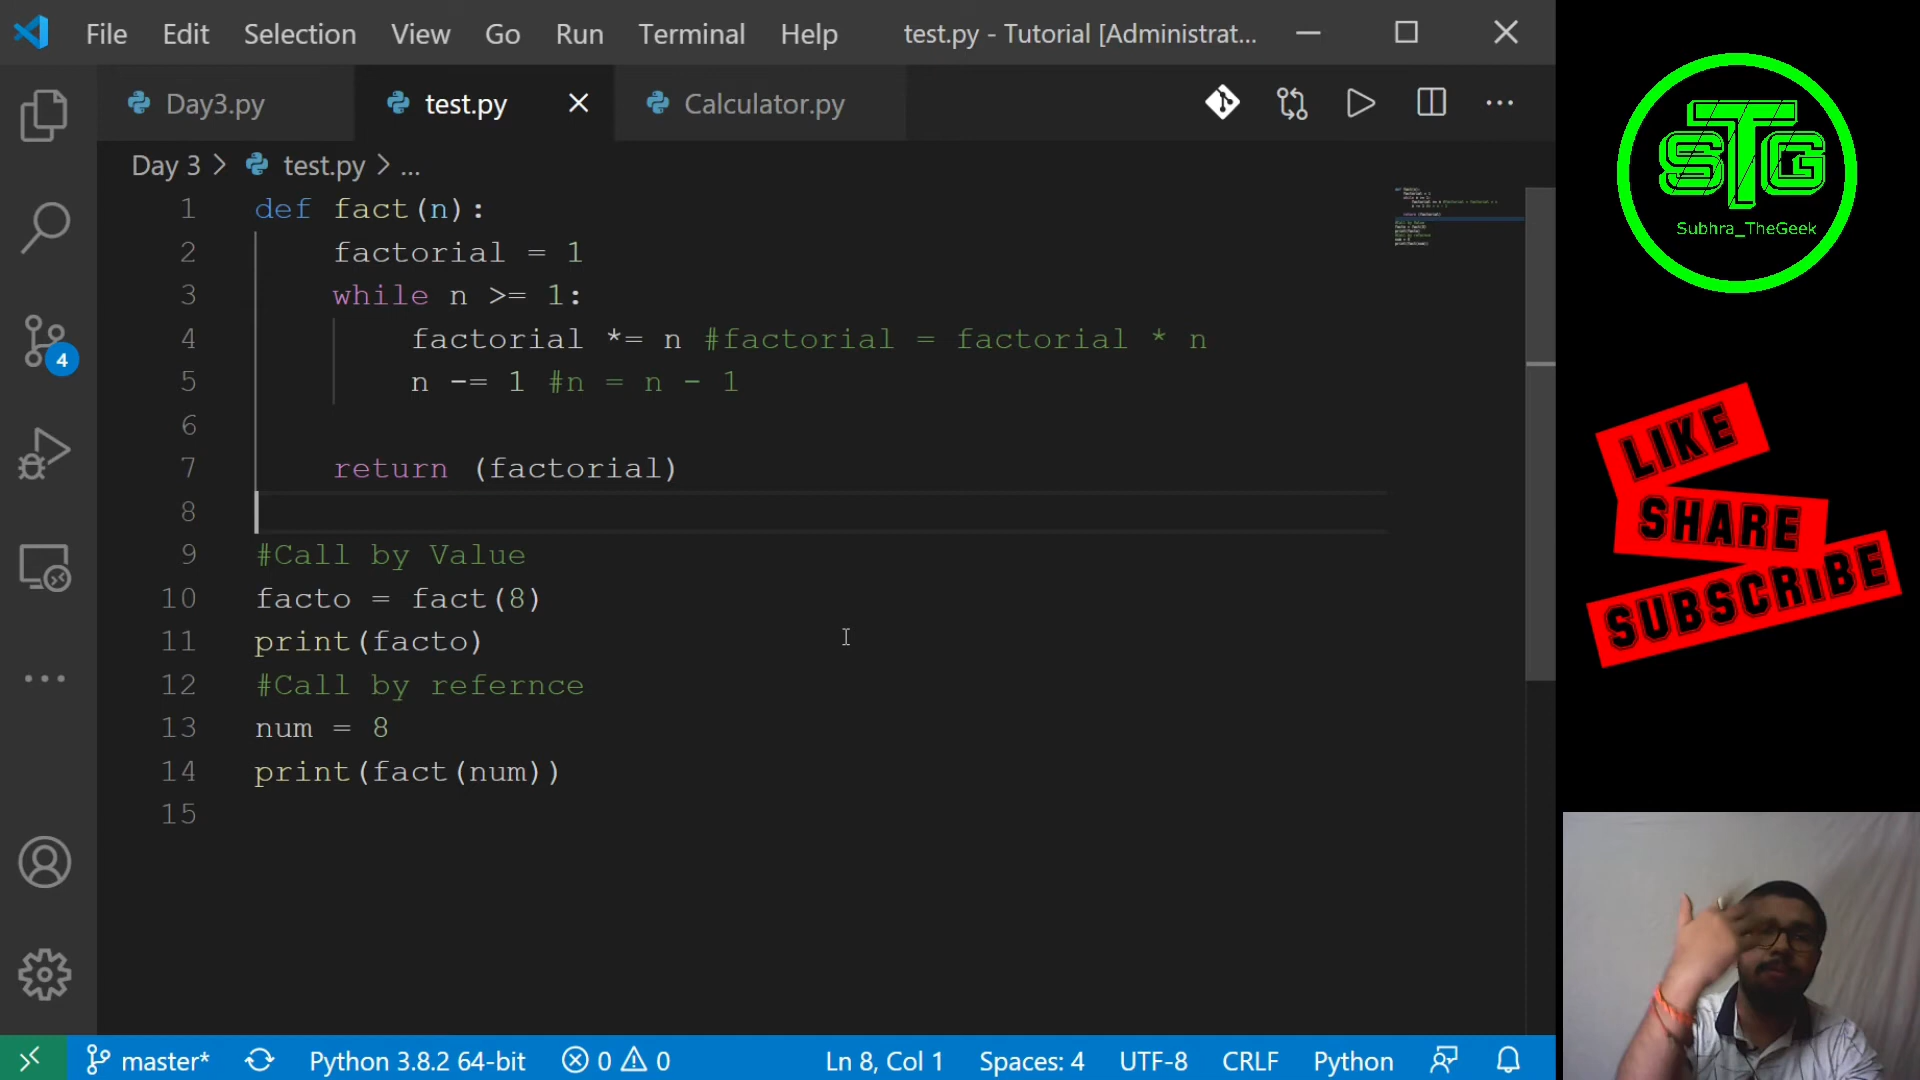 File Edit Selection View Go Run Terminal Help test.py - Tutorial [Administrat...
Day3.py test.py Calculator.py
Day 3 > test.py > ...
1 def fact(n):
2 factorial = 1
3 while n >= 1:
4 factorial *= n #factorial = factorial * n
5 n -= 1 #n = n - 1
6
7 return (factorial)
8
9 #Call by Value
10 facto = fact(8)
11 print(facto)
12 #Call by refernce
13 num = 8
14 print(fact(num))
15
4
master* Python 3.8.2 64-bit 0 0 Ln 8, Col 1 Spaces: 4 UTF-8 CRLF Python
STG
Subhra_TheGeek
LIKE
SHARE
SUBSCRIBE